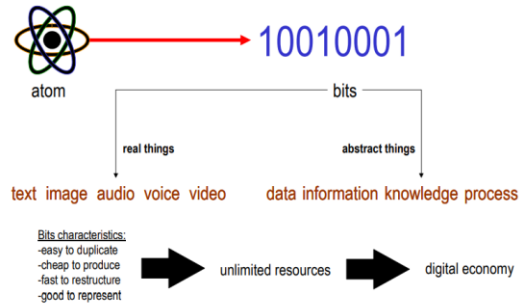 10010001
atom
bits
real things
abstract things
text image audio voice video
data information knowledge process
Bits characteristics:
-easy to duplicate
-cheap to produce
-fast to restructure
-good to represent
unlimited resources
digital economy